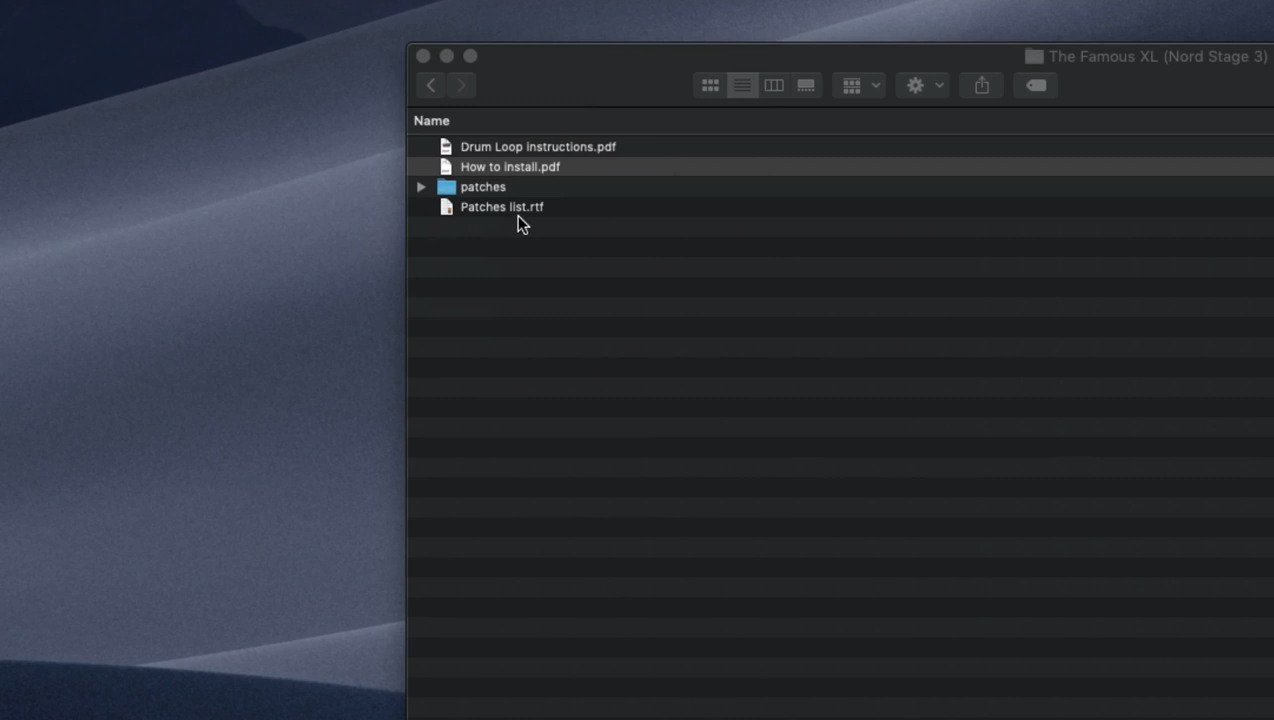 The Famous XL (Nord Stage 3)
Name
Drum Loop instructions.pdf
How to install.pdf
patches
Patches list.rtf